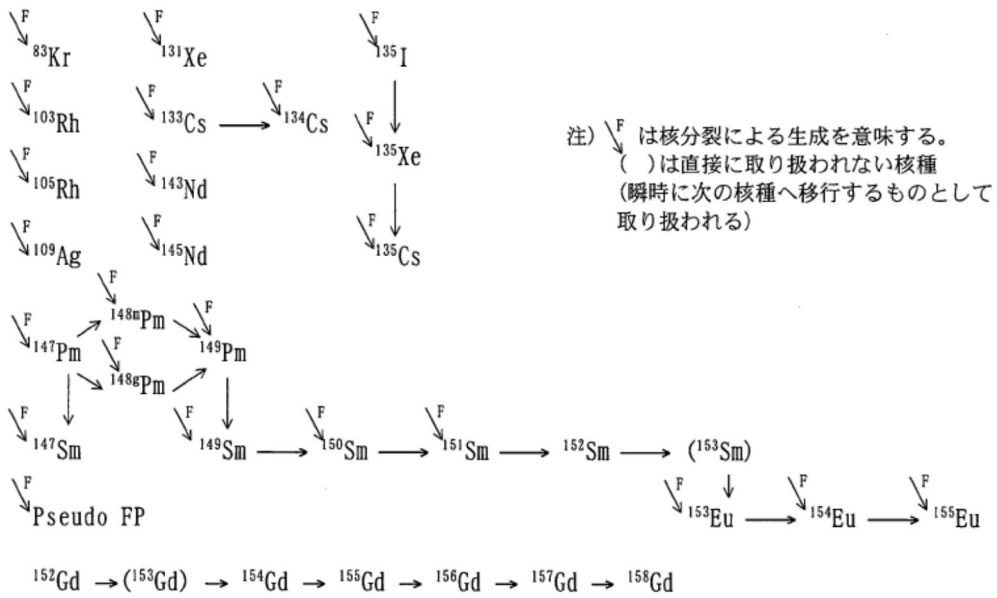 F F F
⁸³Kr ¹³¹Xe ¹³⁵I
F F F
¹⁰³Rh ¹³³Cs → ¹³⁴Cs
F
¹³⁵Xe
F F
¹⁰⁵Rh ¹⁴³Nd
F F F
¹⁰⁹Ag ¹⁴⁵Nd ¹³⁵Cs
注) F は核分裂による生成を意味する。
( )は直接に取り扱われない核種
(瞬時に次の核種へ移行するものとして
取り扱われる)
F
¹⁴⁸ᵐPm
F F
¹⁴⁷Pm ¹⁴⁹Pm
F
¹⁴⁸ᵍPm
F F F F
¹⁴⁷Sm ¹⁴⁹Sm → ¹⁵⁰Sm → ¹⁵¹Sm → ¹⁵²Sm → (¹⁵³Sm)
F F F F
Pseudo FP ¹⁵³Eu → ¹⁵⁴Eu → ¹⁵⁵Eu
¹⁵²Gd → (¹⁵³Gd) → ¹⁵⁴Gd → ¹⁵⁵Gd → ¹⁵⁶Gd → ¹⁵⁷Gd → ¹⁵⁸Gd